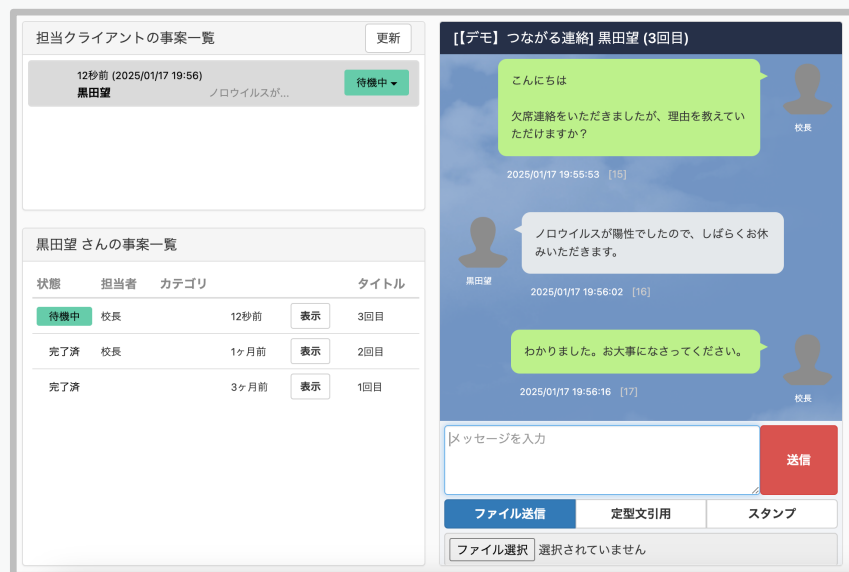 担当クライアントの事案一覧
更新
12秒前 (2025/01/17 19:56)
黒田望
ノロウイルスが...
待機中
黒田望 さんの事案一覧
状態 担当者 カテゴリ タイトル
待機中 校長 12秒前 表示 3回目
完了済 校長 1ヶ月前 表示 2回目
完了済 3ヶ月前 表示 1回目
[【デモ】つながる連絡] 黒田望 (3回目)
こんにちは
欠席連絡をいただきましたが、理由を教えてい
ただけますか？
校長
2025/01/17 19:55:53 [15]
ノロウイルスが陽性でしたので、しばらくお休
みいただきます。
黒田望
2025/01/17 19:56:02 [16]
わかりました。お大事になさってください。
校長
2025/01/17 19:56:16 [17]
メッセージを入力
送信
ファイル送信 定型文引用 スタンプ
ファイル選択 選択されていません